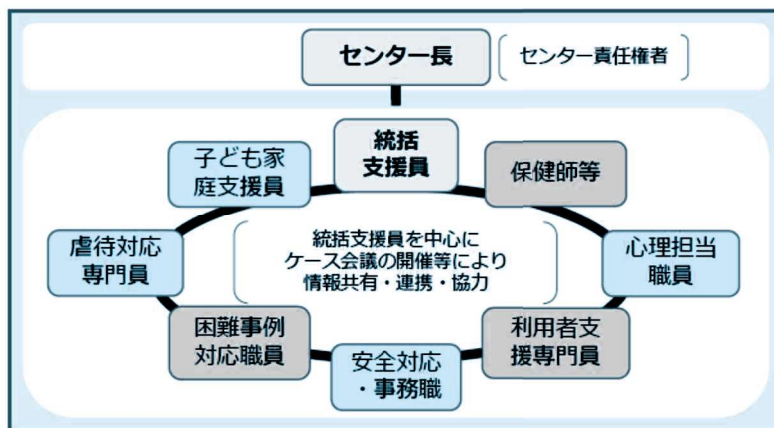 センター長
センター責任権者
統括
支援員
子ども家
庭支援員
保健師等
虐待対応
専門員
統括支援員を中心に
ケース会議の開催等により
情報共有・連携・協力
心理担当
職員
困難事例
対応職員
利用者支
援専門員
安全対応
・事務職